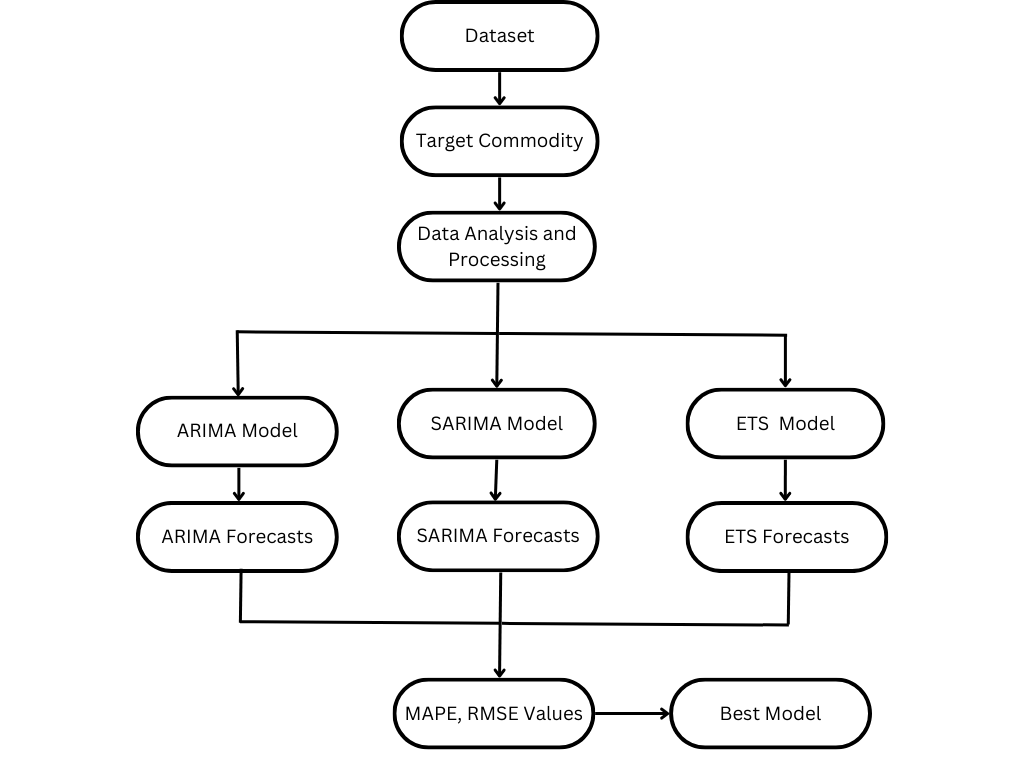 Dataset
Target Commodity
Data Analysis and
Processing
ARIMA Model
SARIMA Model
ETS  Model
ARIMA Forecasts
SARIMA Forecasts
ETS Forecasts
MAPE, RMSE Values
Best Model